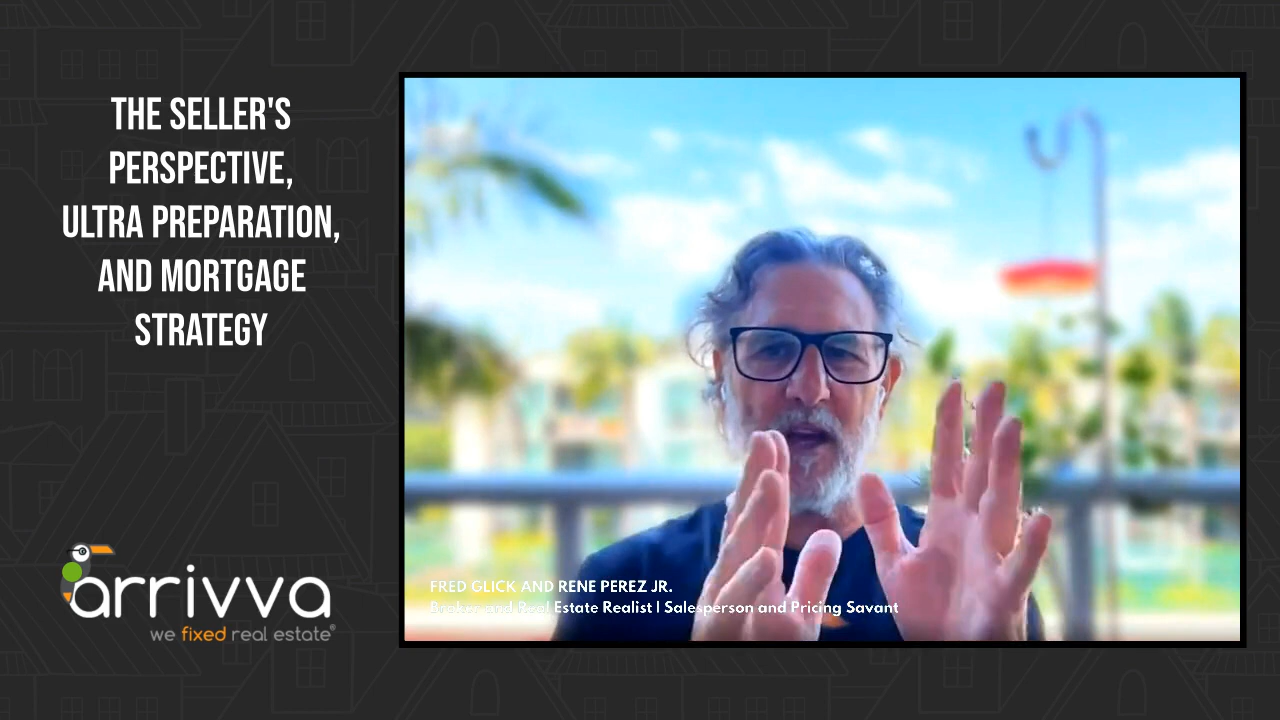 THE SELLER'S
PERSPECTIVE,
ULTRA PREPARATION,
AND MORTGAGE
STRATEGY
arrivva
we fixed real estate®
FRED GLICK AND RENE PEREZ JR.
Broker and Real Estate Realist | Salesperson and Pricing Savant